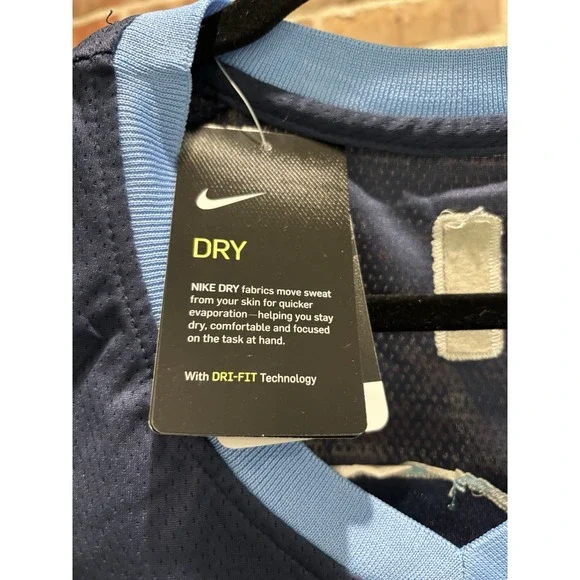 DRY
NIKE DRY fabrics move sweat
from your skin for quicker
evaporation—helping you stay
dry, comfortable and focused
on the task at hand.
With DRI-FIT Technology